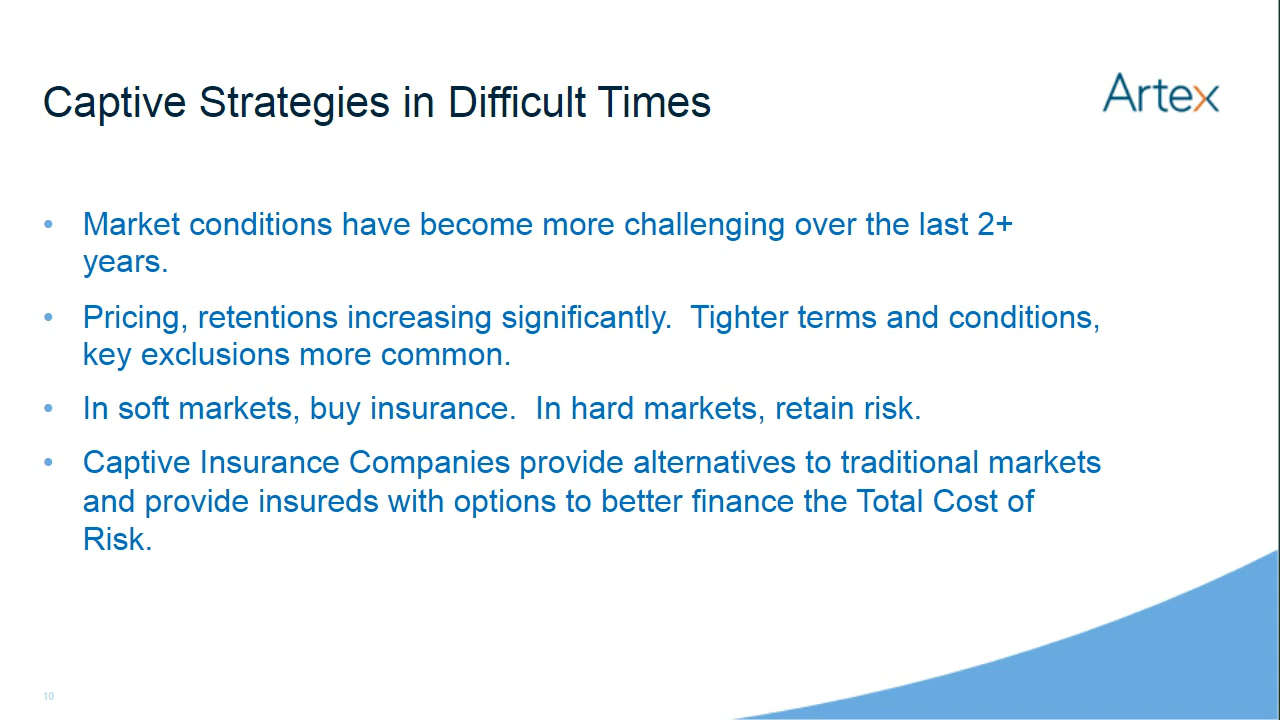 Captive Strategies in Difficult Times
Artex
• Market conditions have become more challenging over the last 2+
years.
• Pricing, retentions increasing significantly.  Tighter terms and conditions,
key exclusions more common.
• In soft markets, buy insurance.  In hard markets, retain risk.
• Captive Insurance Companies provide alternatives to traditional markets
and provide insureds with options to better finance the Total Cost of
Risk.
10